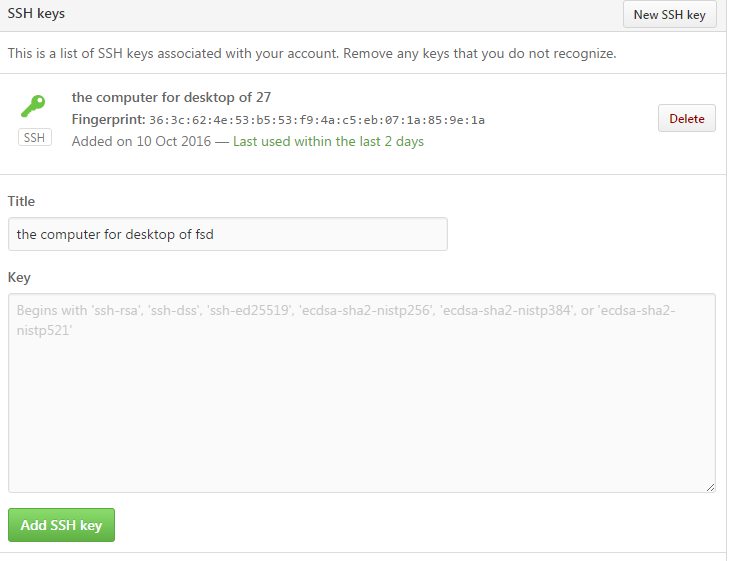 SSH keys
New SSH key
This is a list of SSH keys associated with your account. Remove any keys that you do not recognize.
the computer for desktop of 27
Fingerprint: 36:3c:62:4e:53:b5:53:f9:4a:c5:eb:07:1a:85:9e:1a
SSH
Added on 10 Oct 2016 — Last used within the last 2 days
Delete
Title
the computer for desktop of fsd
Key
Begins with 'ssh-rsa', 'ssh-dss', 'ssh-ed25519', 'ecdsa-sha2-nistp256', 'ecdsa-sha2-nistp384', or 'ecdsa-sha2-
nistp521'
Add SSH key